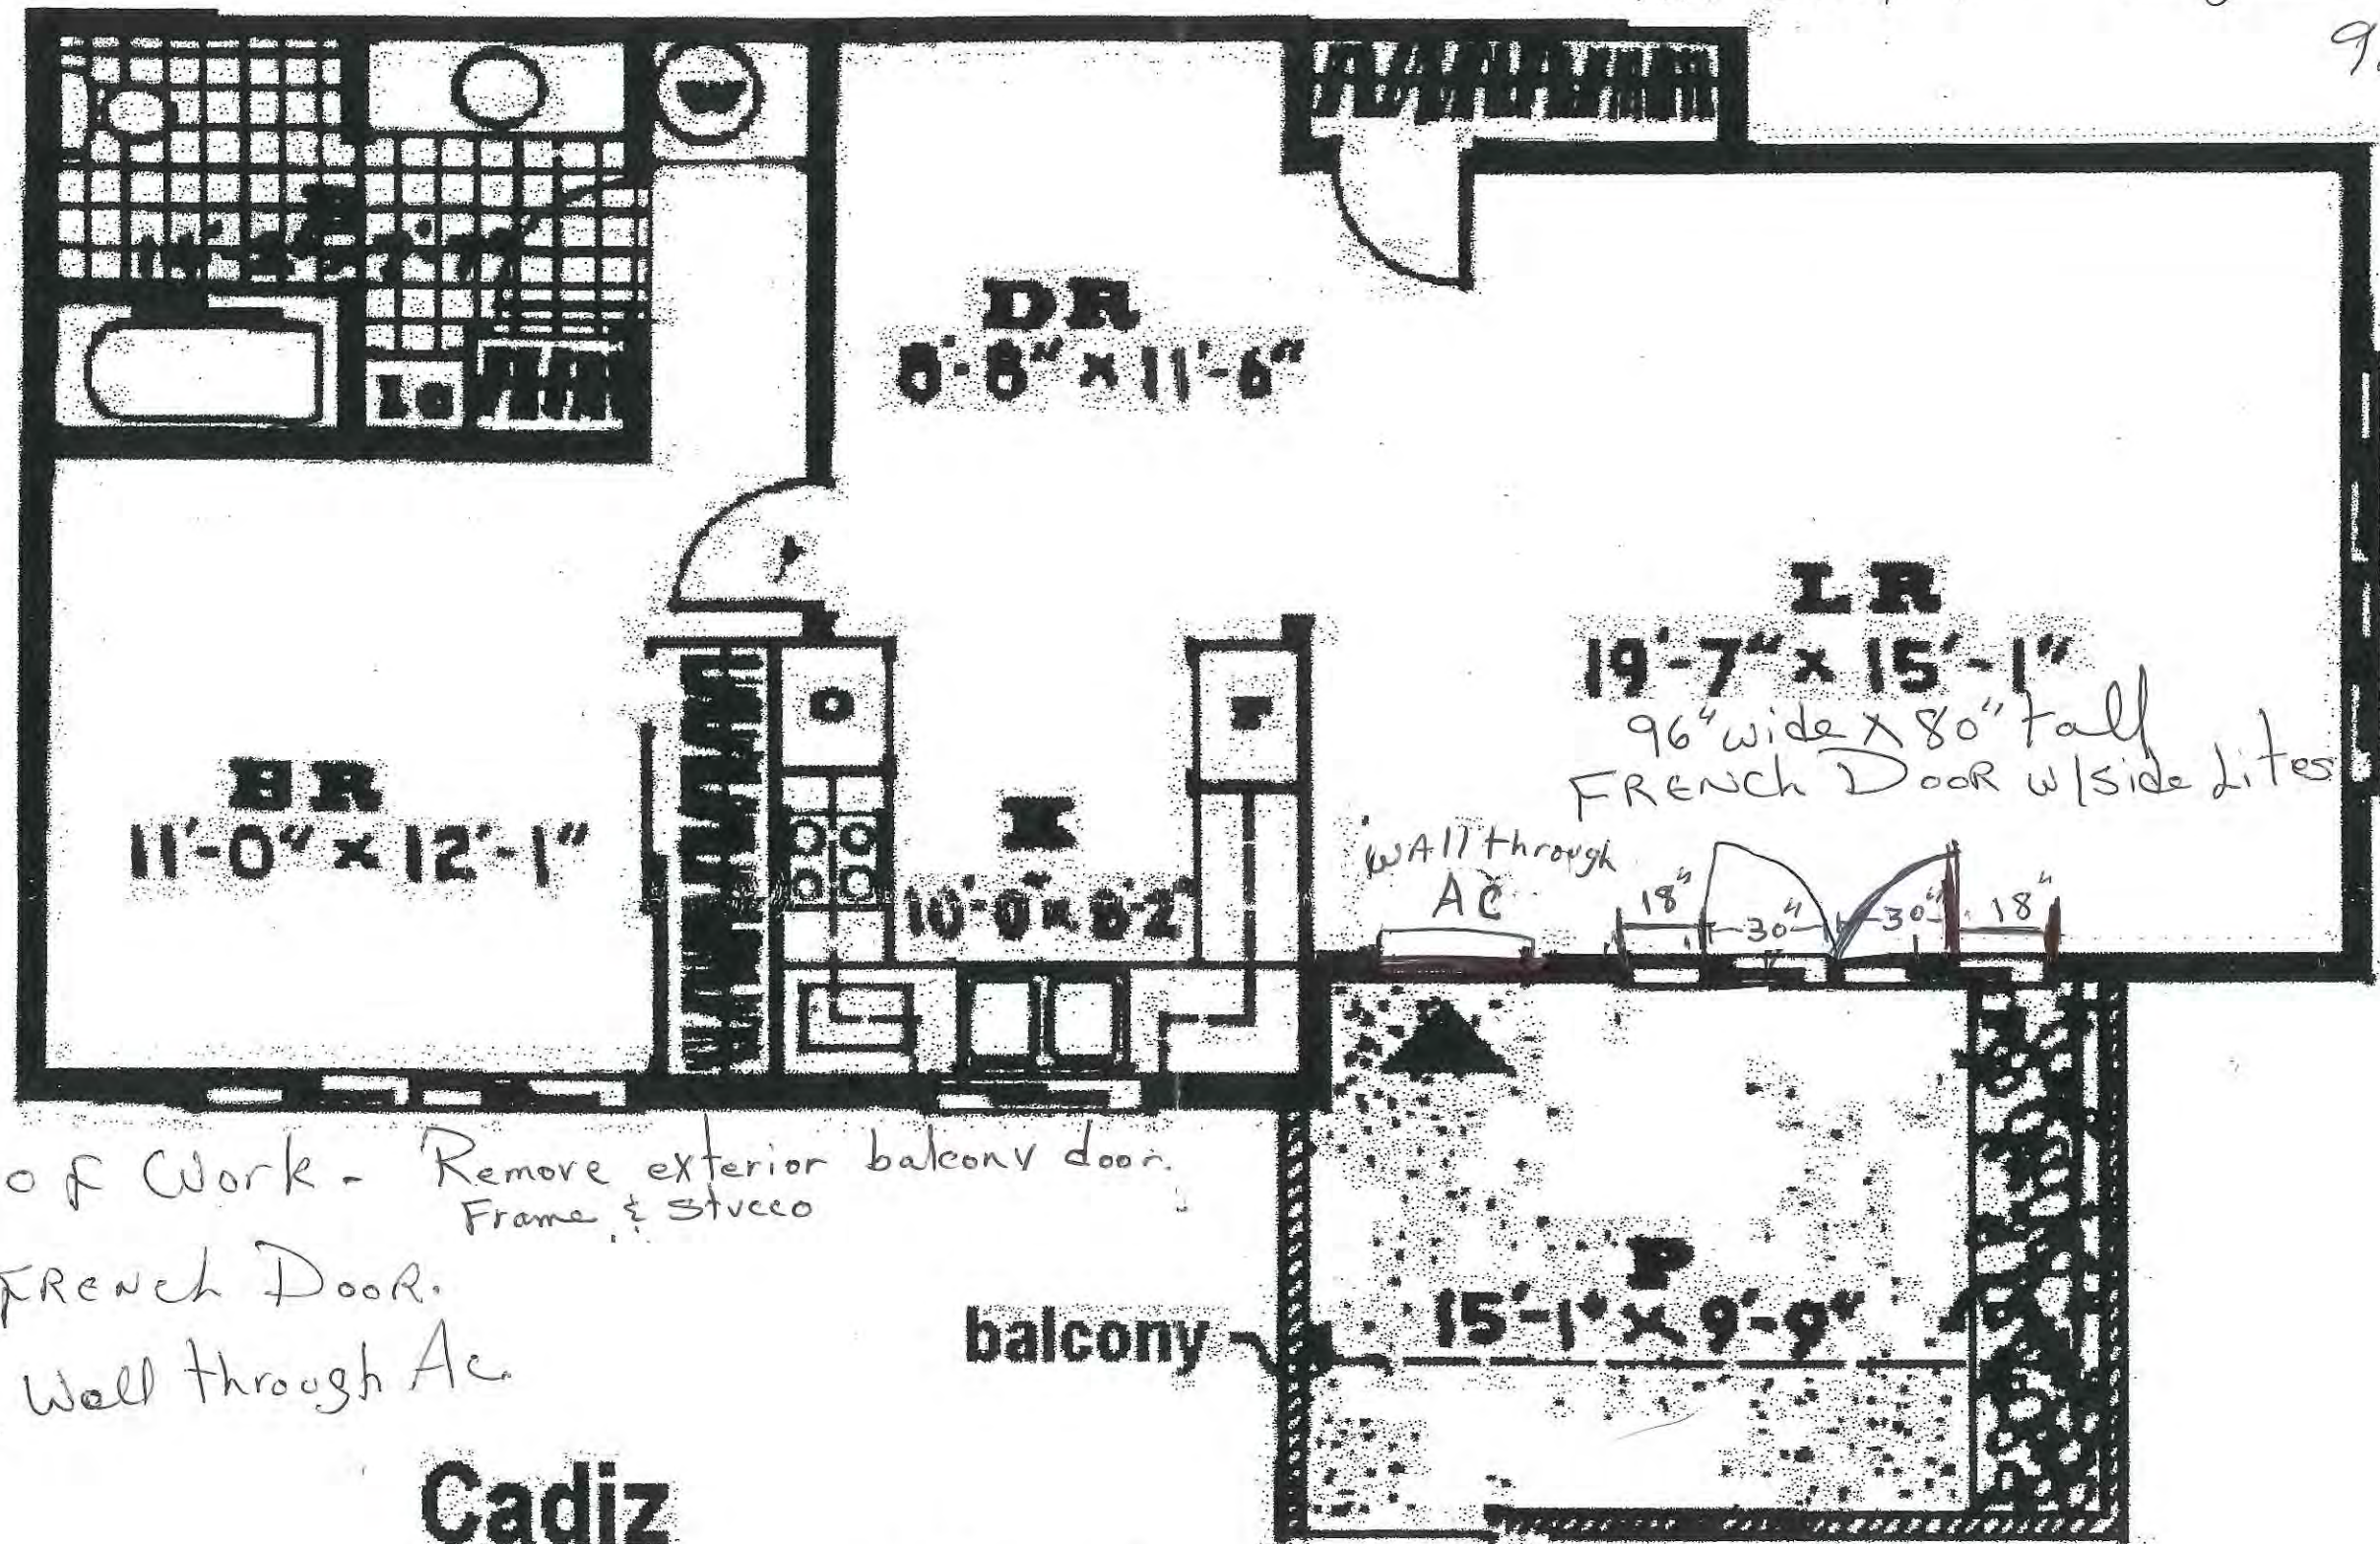 DR
8'-8" x 11'-6"
LR
19'-7" x 15'-1"
96" wide x 80" tall
FRENCH DOOR w/side Lites
BR
11'-0" x 12'-1"
K
10'-0" x 8'-2"
WAll through
AC
18" 30" 30" 18"
O
of Work - Remove exterior balcony door.
Frame & Stucco
FRENCH DOOR.
Wall through Ac.
P
15'-1" x 9'-9"
balcony
Cadiz